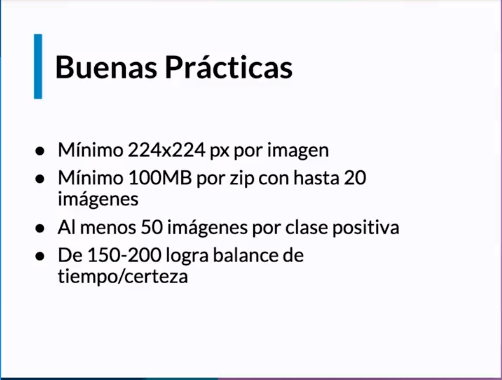 Buenas Prácticas
● Mínimo 224x224 px por imagen
● Mínimo 100MB por zip con hasta 20
imágenes
● Al menos 50 imágenes por clase positiva
● De 150-200 logra balance de
tiempo/certeza